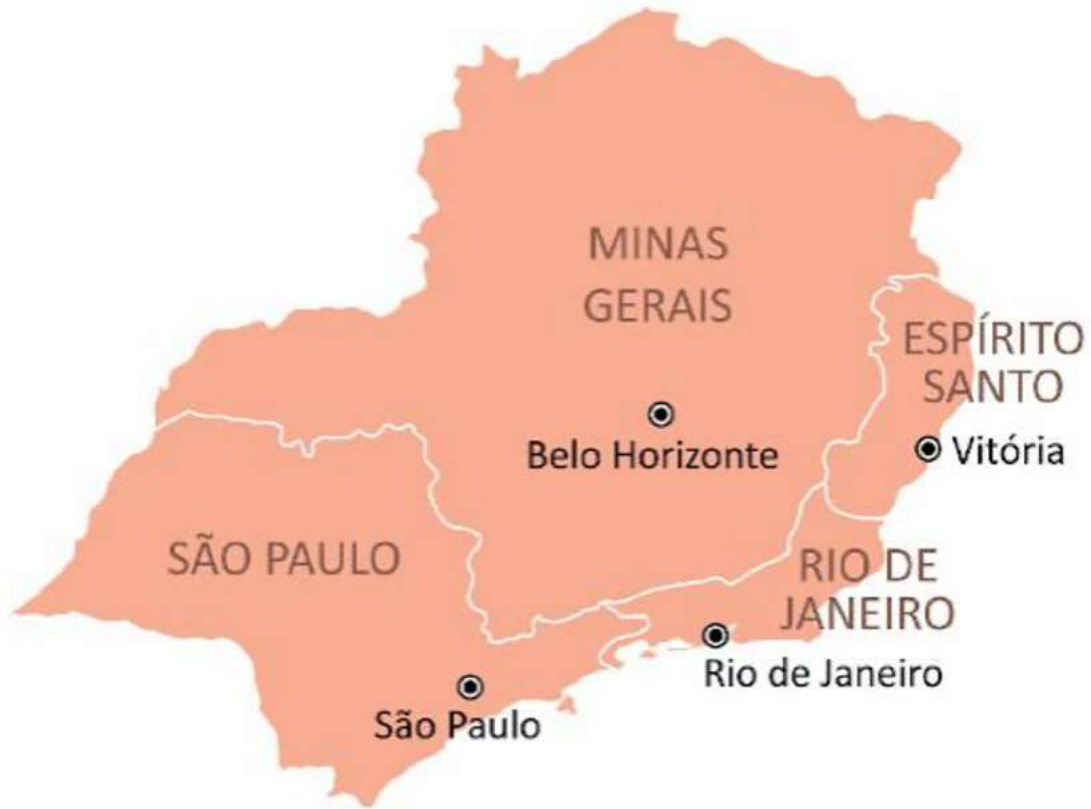 MINAS
GERAIS
ESPÍRITO
SANTO
Belo Horizonte
Vitória
SÃO PAULO
RIO DE
JANEIRO
Rio de Janeiro
São Paulo